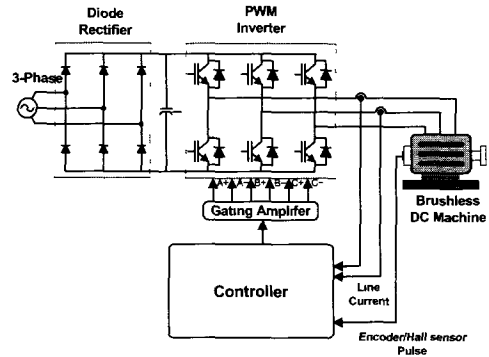 Diode
Rectifier
PWM
Inverter
3-Phase
A+ A- B+ B- C+ C-
Gating Amplifer
Brushless
DC Machine
Controller
Line
Current
Encoder/Hall sensor
Pulse